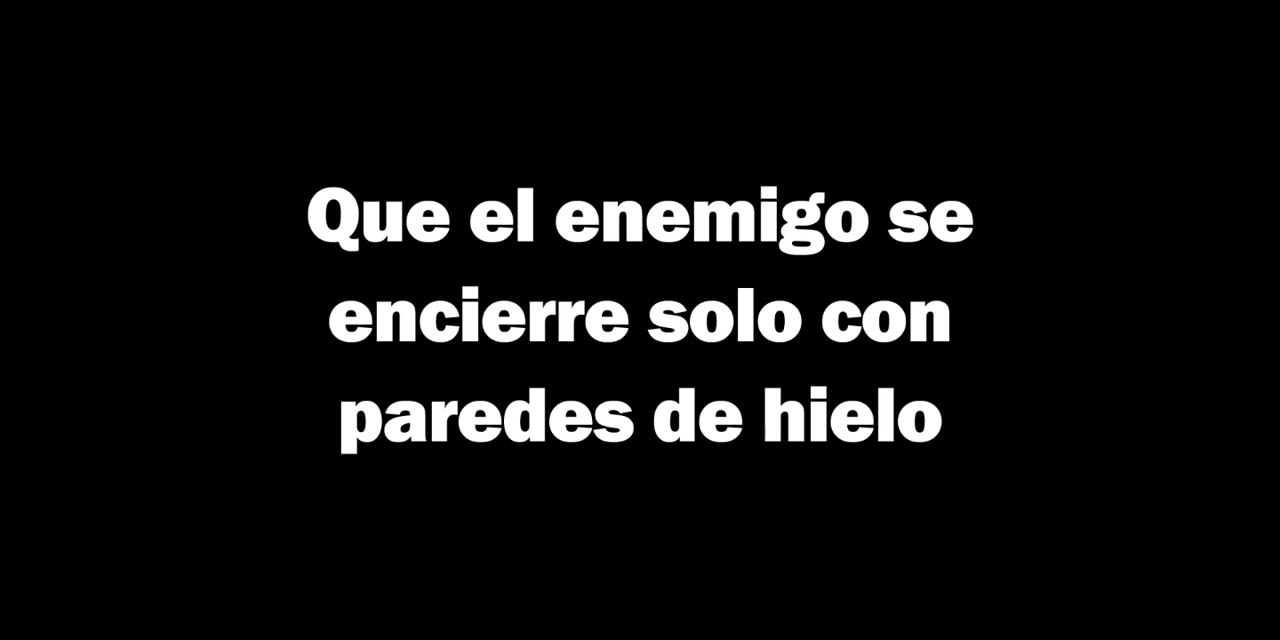 Que el enemigo se
encierre solo con
paredes de hielo